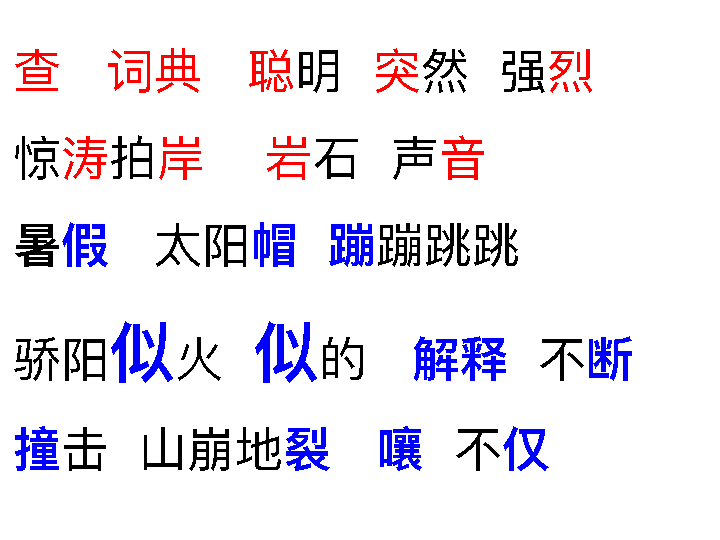 查 词典 聪明 突然 强烈
惊涛拍岸 岩石 声音
暑假 太阳帽 蹦蹦跳跳
骄阳似火 似的 解释 不断
撞击 山崩地裂 嚷 不仅